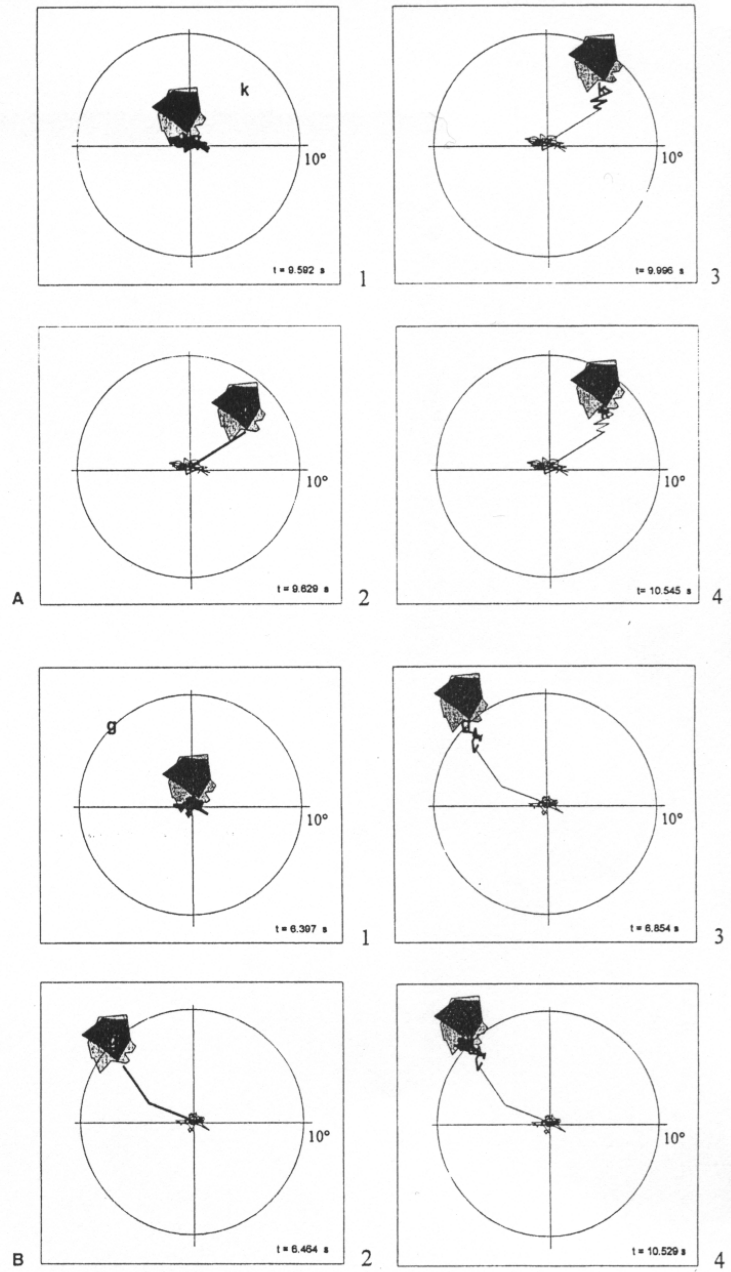 k
10°
t = 9.592 s
1
10°
t= 9.996 s
3
10°
t = 9.629 s
2
10°
t= 10.545 s
4
A
g
10°
t = 6.397 s
1
g
10°
t = 6.854 s
3
10°
t = 6.464 s
2
10°
t = 10.529 s
4
B